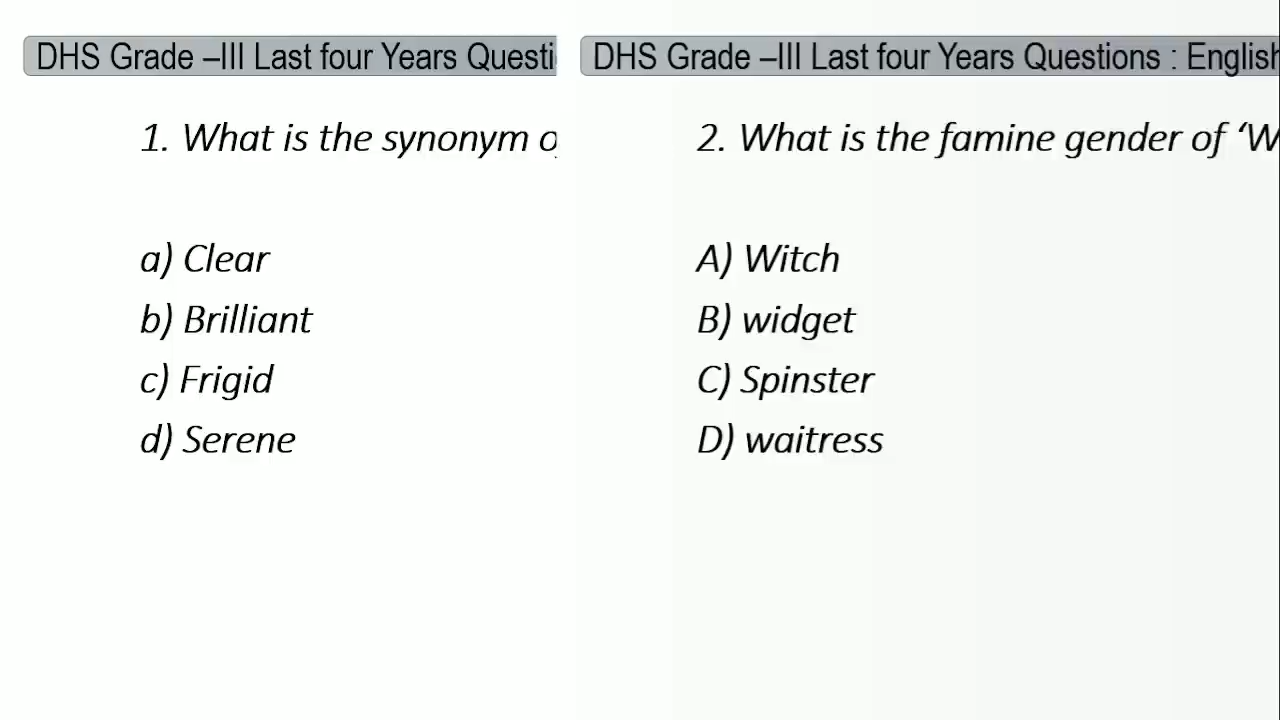 DHS Grade –III Last four Years Questi
1. What is the synonym
a) Clear
b) Brilliant
c) Frigid
d) Serene
DHS Grade –III Last four Years Questions : English
2. What is the famine gender of ‘W
A) Witch
B) widget
C) Spinster
D) waitress